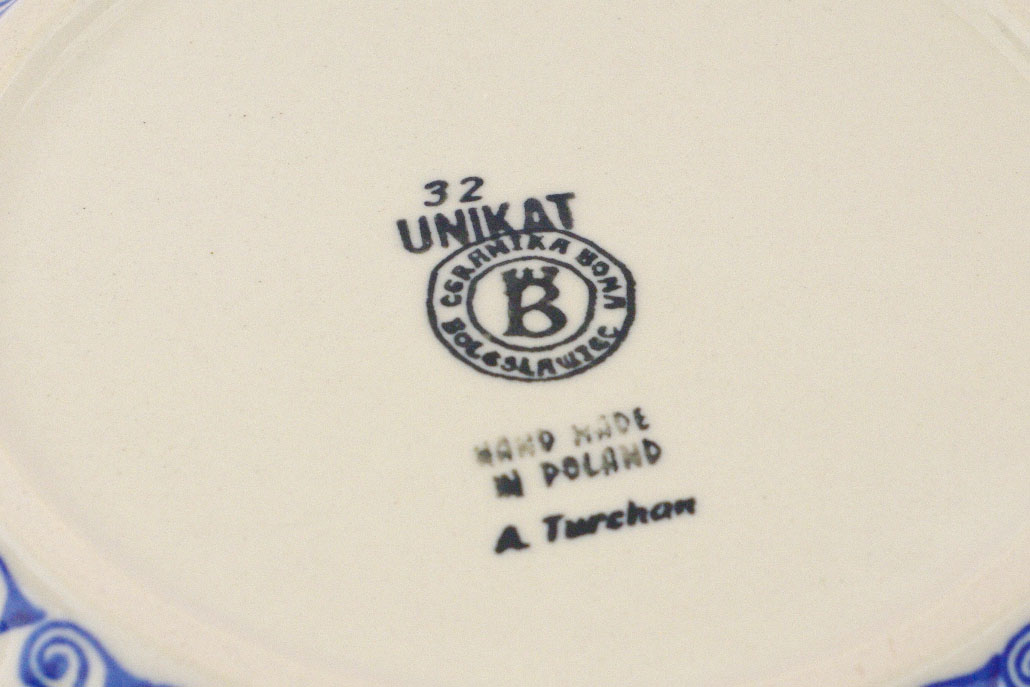 32
UNIKAT
CERAMIKA BONA
B
BOLESŁAWIEC
HAND MADE
IN POLAND
A. Turchan